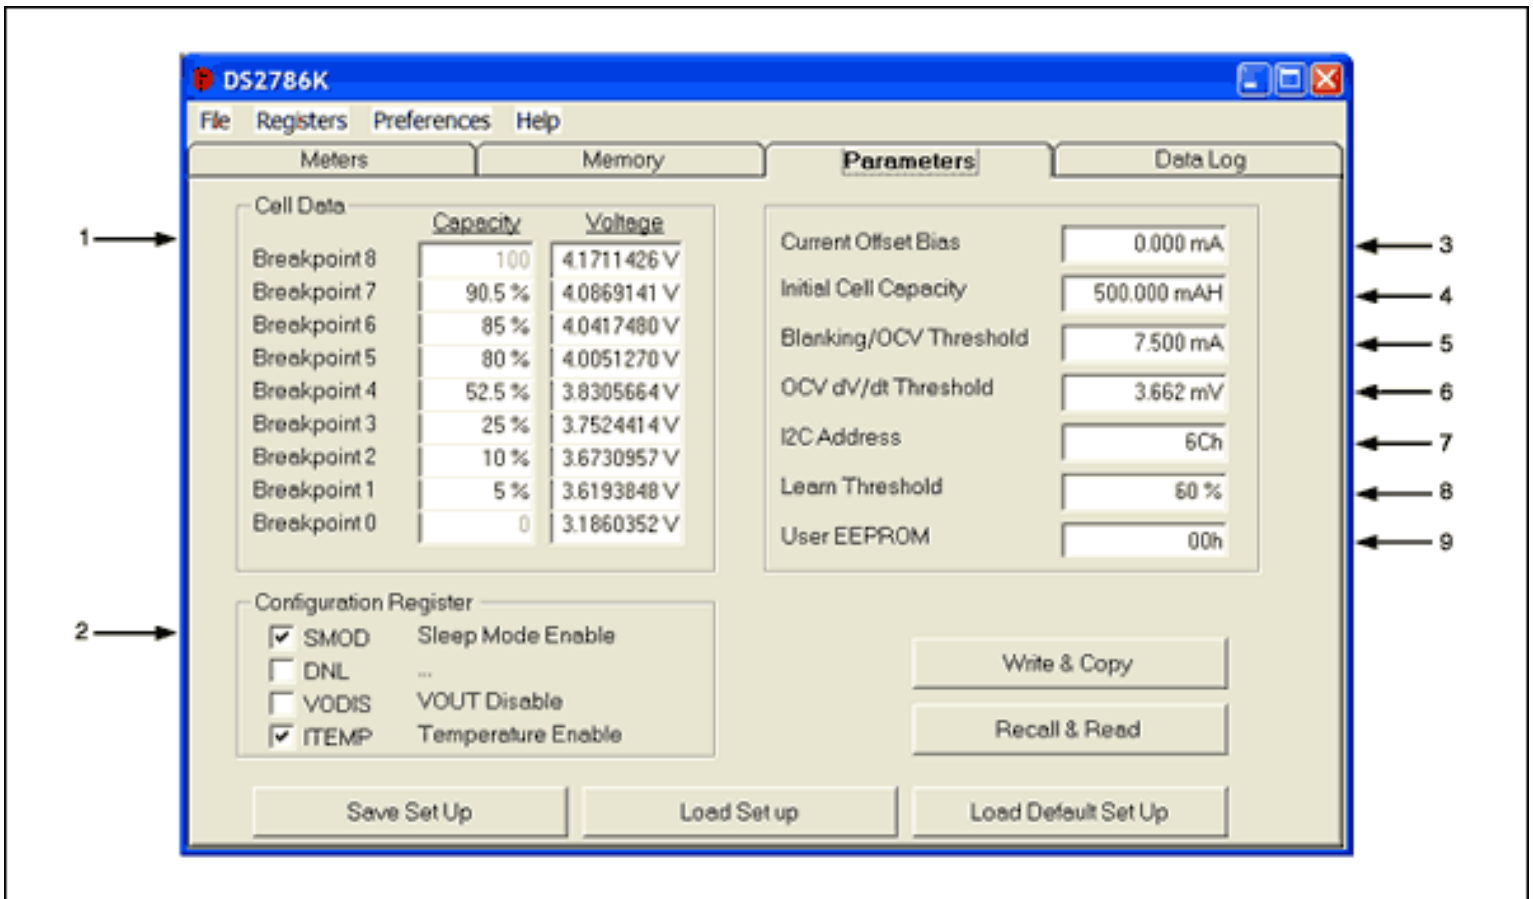 DS2786K
File Registers Preferences Help
Meters Memory Parameters Data Log
Cell Data
Capacity Voltage
Breakpoint 8 100 4.1711426 V
Breakpoint 7 90.5 % 4.0869141 V
Breakpoint 6 85 % 4.0417480 V
Breakpoint 5 80 % 4.0051270 V
Breakpoint 4 52.5 % 3.8305664 V
Breakpoint 3 25 % 3.7524414 V
Breakpoint 2 10 % 3.6730957 V
Breakpoint 1 5 % 3.6193848 V
Breakpoint 0 0 3.1860352 V
1
Configuration Register
SMOD Sleep Mode Enable
DNL ...
VODIS VOUT Disable
ITEMP Temperature Enable
2
Current Offset Bias 0.000 mA 3
Initial Cell Capacity 500.000 mAH 4
Blanking/OCV Threshold 7.500 mA 5
OCV dV/dt Threshold 3.662 mV 6
I2C Address 6Ch 7
Learn Threshold 60 % 8
User EEPROM 00h 9
Write & Copy
Recall & Read
Save Set Up Load Set up Load Default Set Up